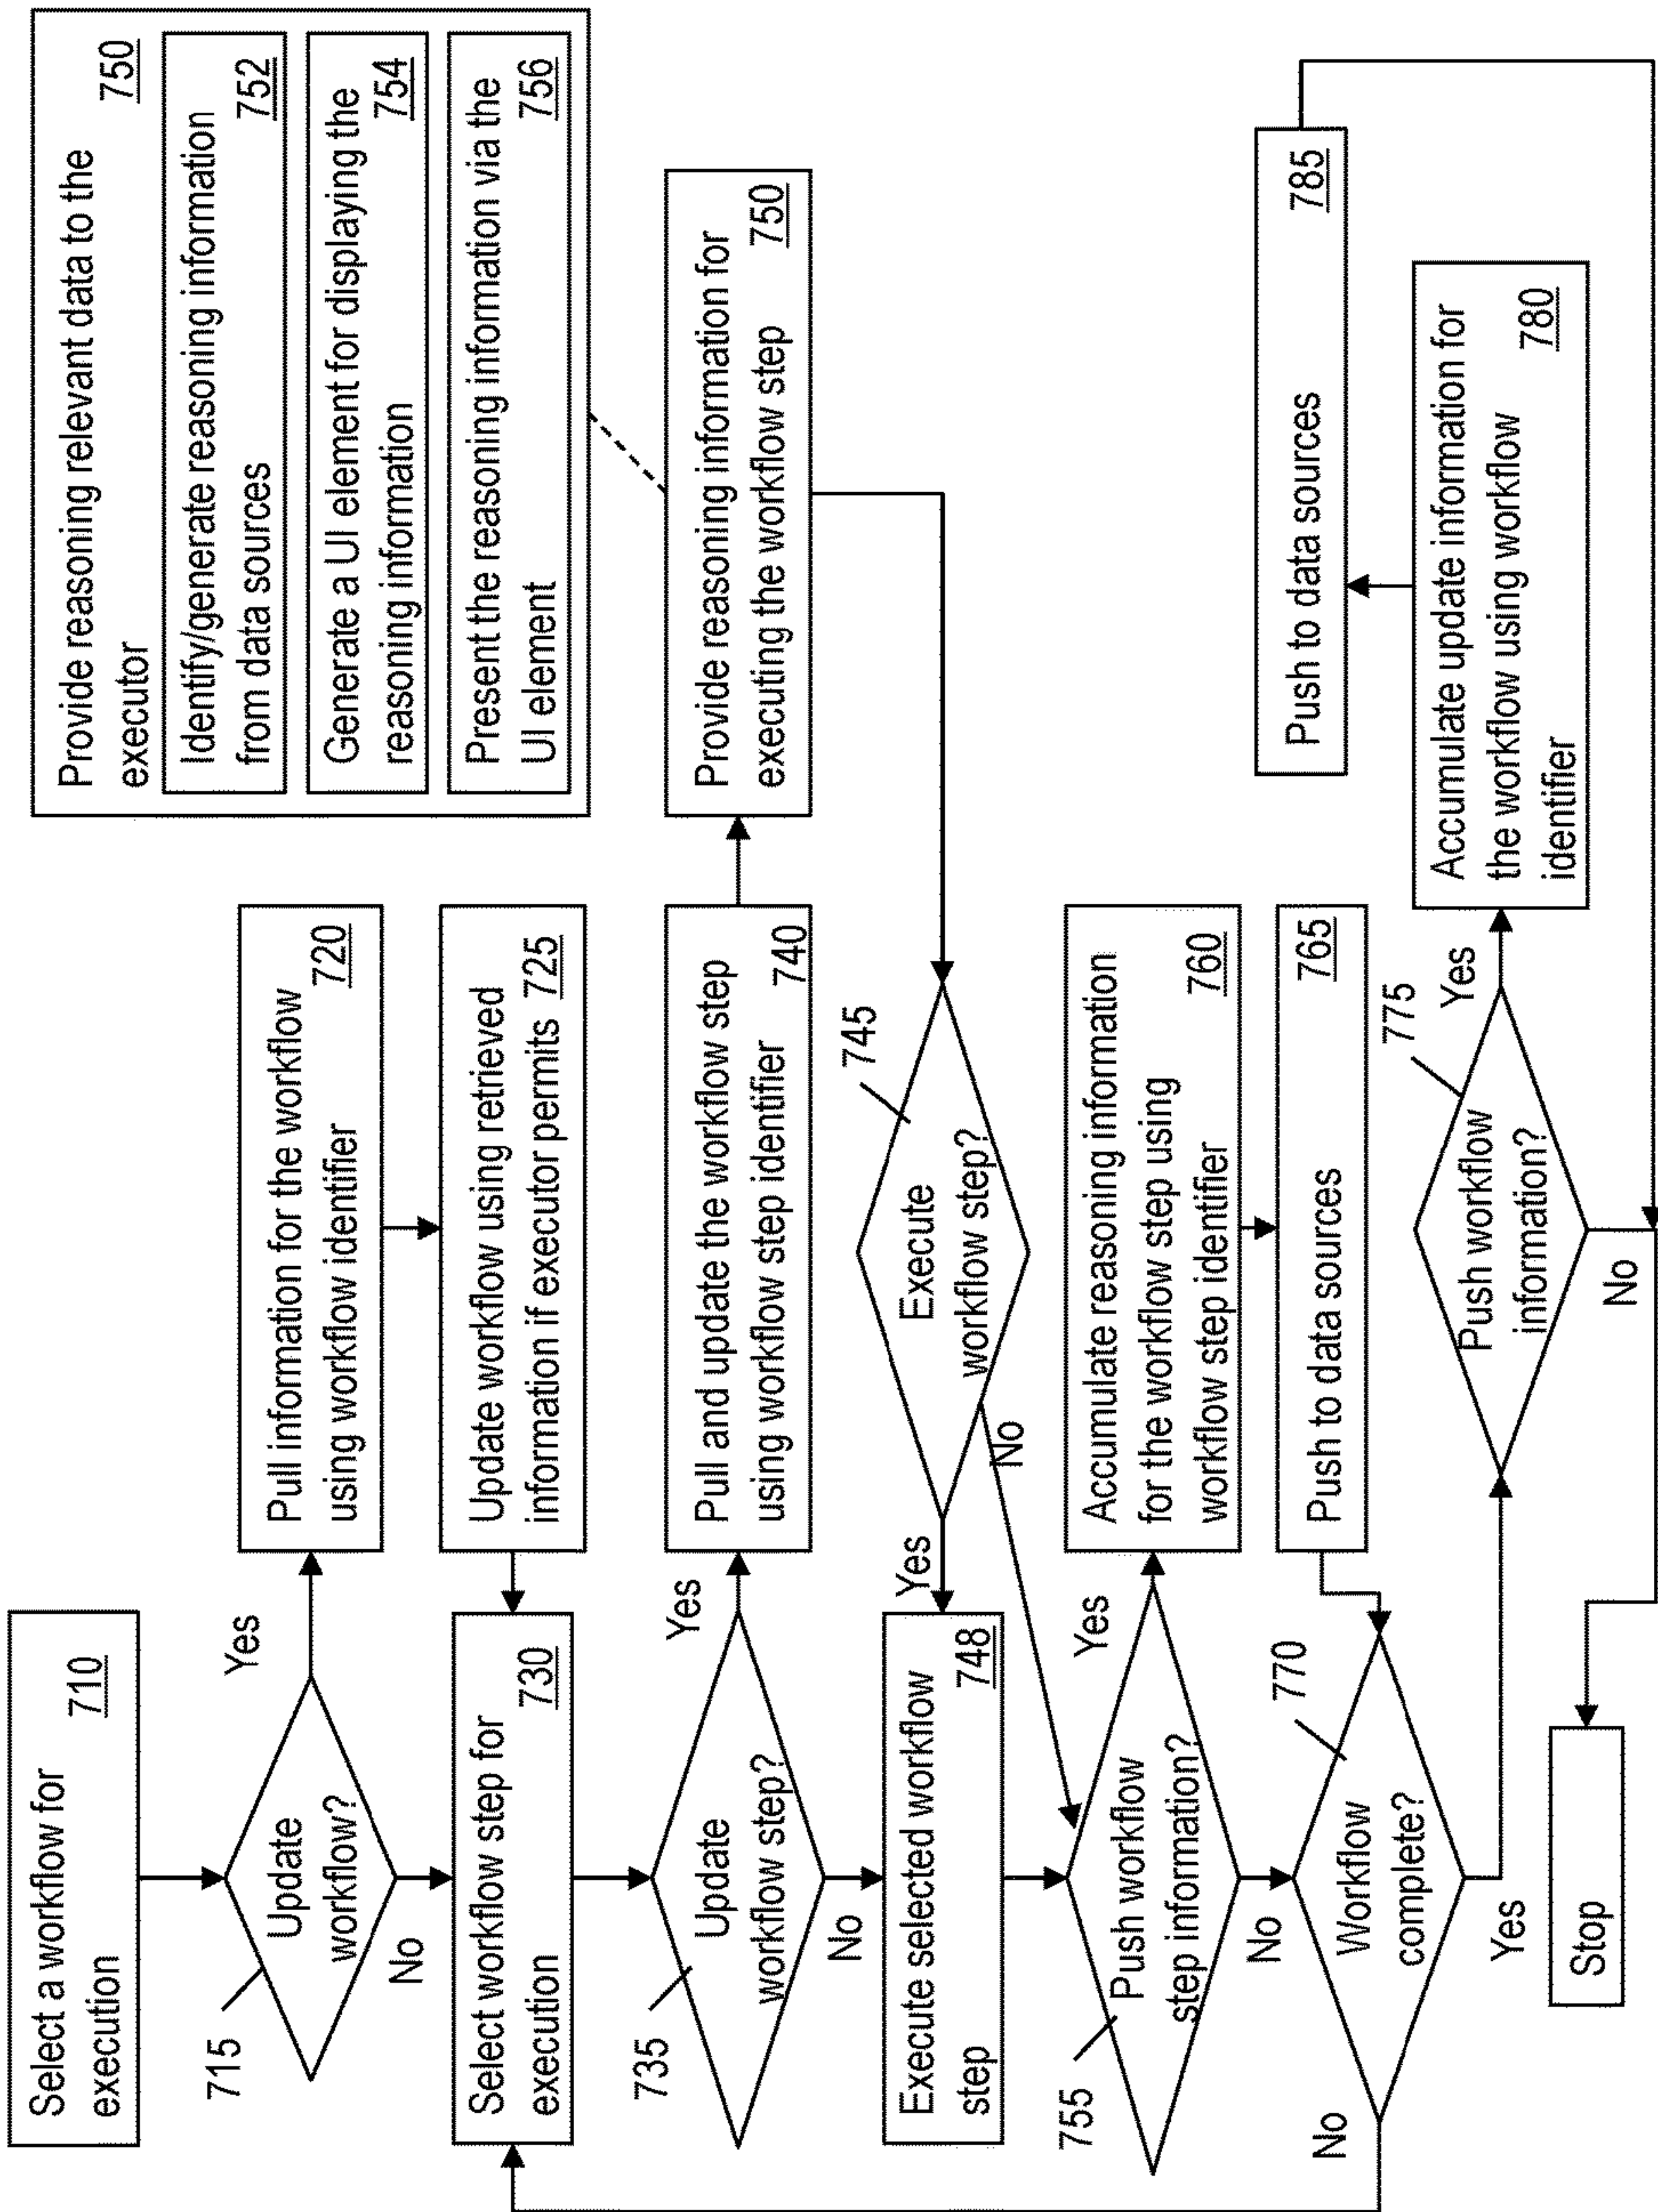 Select a workflow for
execution
710
715
Update
workflow?
Yes
No
Pull information for the workflow
using workflow identifier
720
Update workflow using retrieved
information if executor permits 725
Select workflow step for
execution
730
735
Update
workflow step?
Yes
No
Pull and update the workflow step
using workflow step identifier
740
Provide reasoning relevant data to the
executor
750
Identify/generate reasoning information
from data sources
752
Generate a UI element for displaying the
reasoning information
754
Present the reasoning information via the
UI element
756
Provide reasoning information for
executing the workflow step
750
745
Execute
workflow step?
Yes
No
Execute selected workflow
step
748
755
Push workflow
step information?
Yes
No
Accumulate reasoning information
for the workflow step using
workflow step identifier
760
Push to data sources
765
770
Workflow
complete?
No
Yes
775
Push workflow
information?
Yes
No
Accumulate update information for
the workflow using workflow
identifier
780
Push to data sources
785
Stop